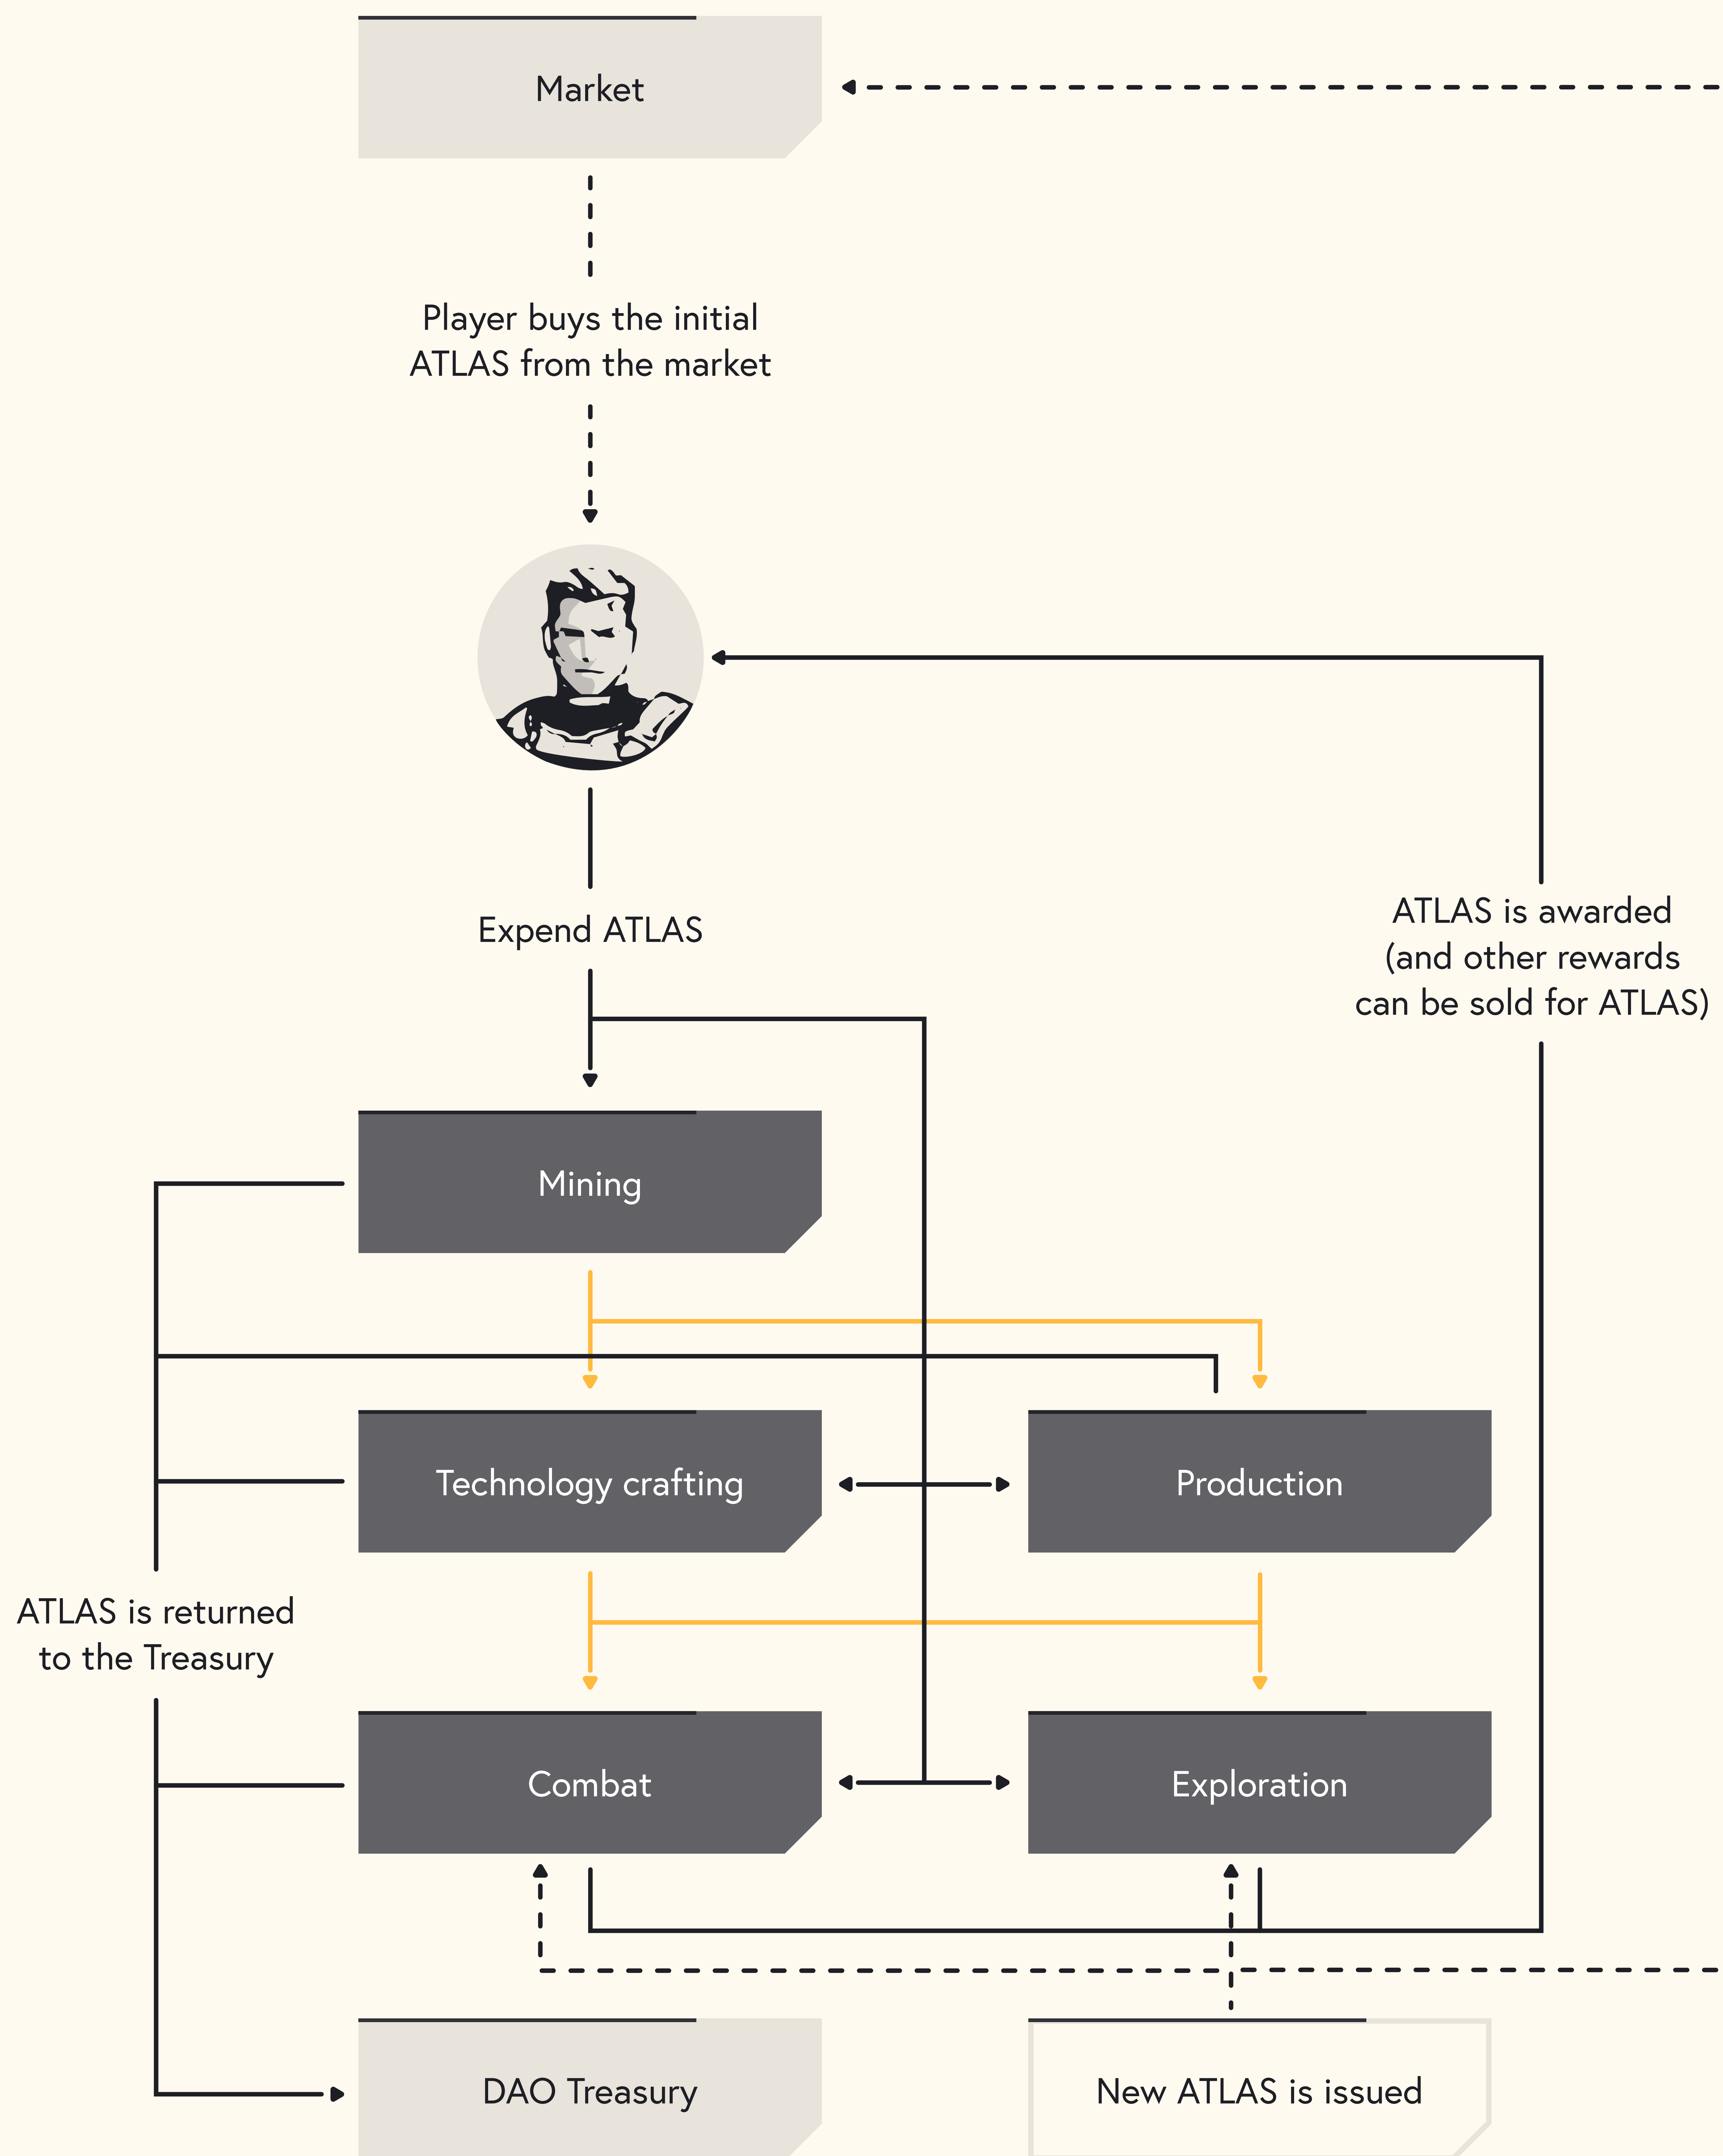 Market
Player buys the initial
ATLAS from the market
Expend ATLAS
ATLAS is awarded
(and other rewards
can be sold for ATLAS)
Mining
Technology crafting
Production
ATLAS is returned
to the Treasury
Combat
Exploration
DAO Treasury
New ATLAS is issued